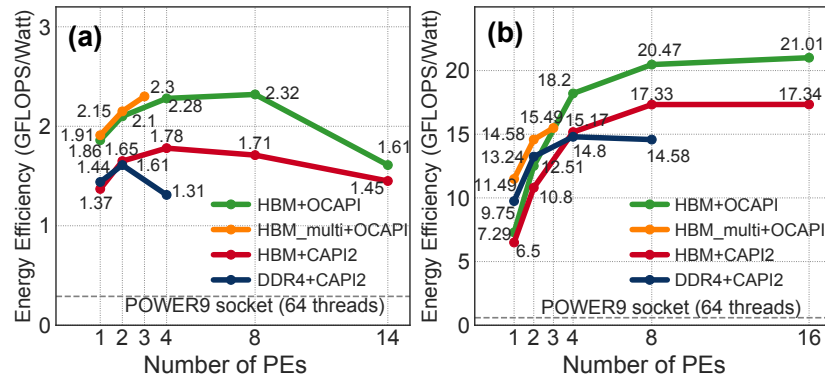 (a)
Energy Efficiency (GFLOPS/Watt)
3
2
1
0
1.91
2.15
2.3
1.86
2.1
2.28
2.32
1.61
1.44
1.65
1.78
1.71
1.37
1.61
1.31
1.45
HBM+OCAPI
HBM_multi+OCAPI
HBM+CAPI2
DDR4+CAPI2
POWER9 socket (64 threads)
1 2 3 4 8 14
Number of PEs
(b)
Energy Efficiency (GFLOPS/Watt)
20
15
10
5
0
20.47
21.01
18.2
17.33
17.34
14.58
15.49
15.17
13.24
12.51
14.8
14.58
11.49
10.8
9.75
7.29
6.5
HBM+OCAPI
HBM_multi+OCAPI
HBM+CAPI2
DDR4+CAPI2
POWER9 socket (64 threads)
1 2 3 4 8 16
Number of PEs